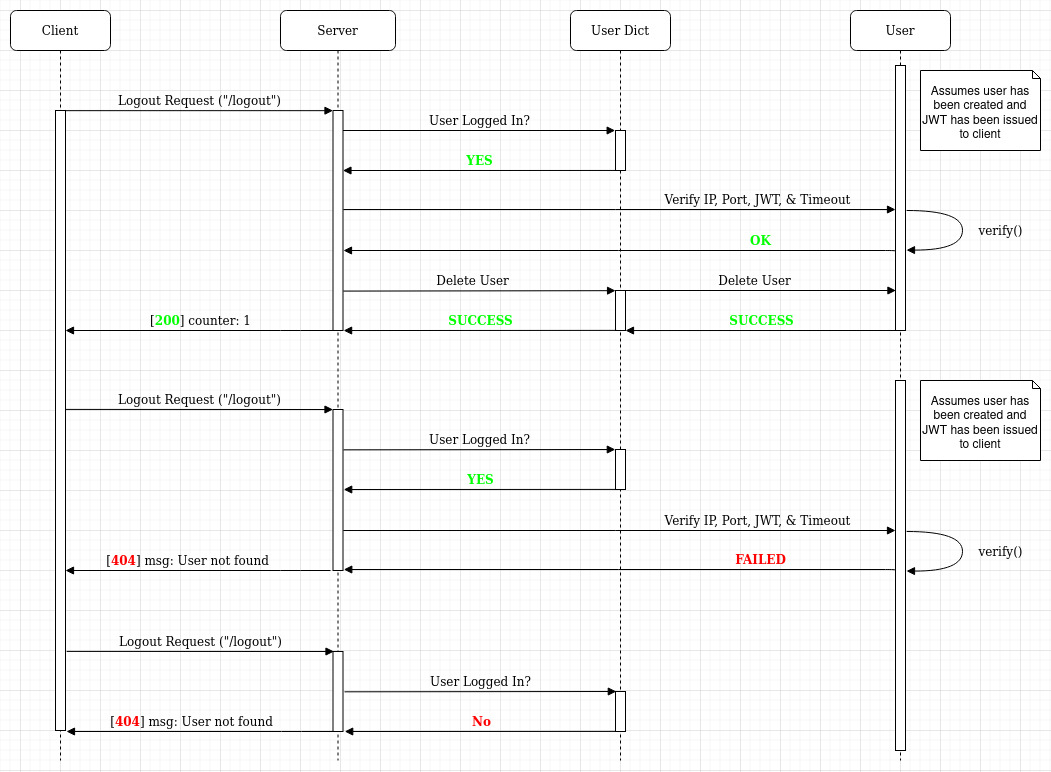 Client
Server
User Dict
User
Assumes user has
been created and
JWT has been issued
to client
Logout Request ("/logout")
User Logged In?
YES
Verify IP, Port, JWT, & Timeout
verify()
OK
Delete User
Delete User
[200] counter: 1
SUCCESS
SUCCESS
Assumes user has
been created and
JWT has been issued
to client
Logout Request ("/logout")
User Logged In?
YES
Verify IP, Port, JWT, & Timeout
verify()
[404] msg: User not found
FAILED
Logout Request ("/logout")
User Logged In?
[404] msg: User not found
No